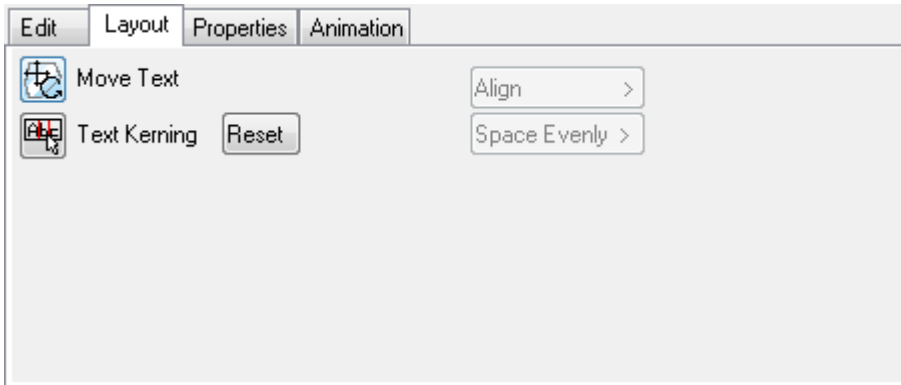 Edit Layout Properties Animation
Move Text Align >
Text Kerning Reset Space Evenly >